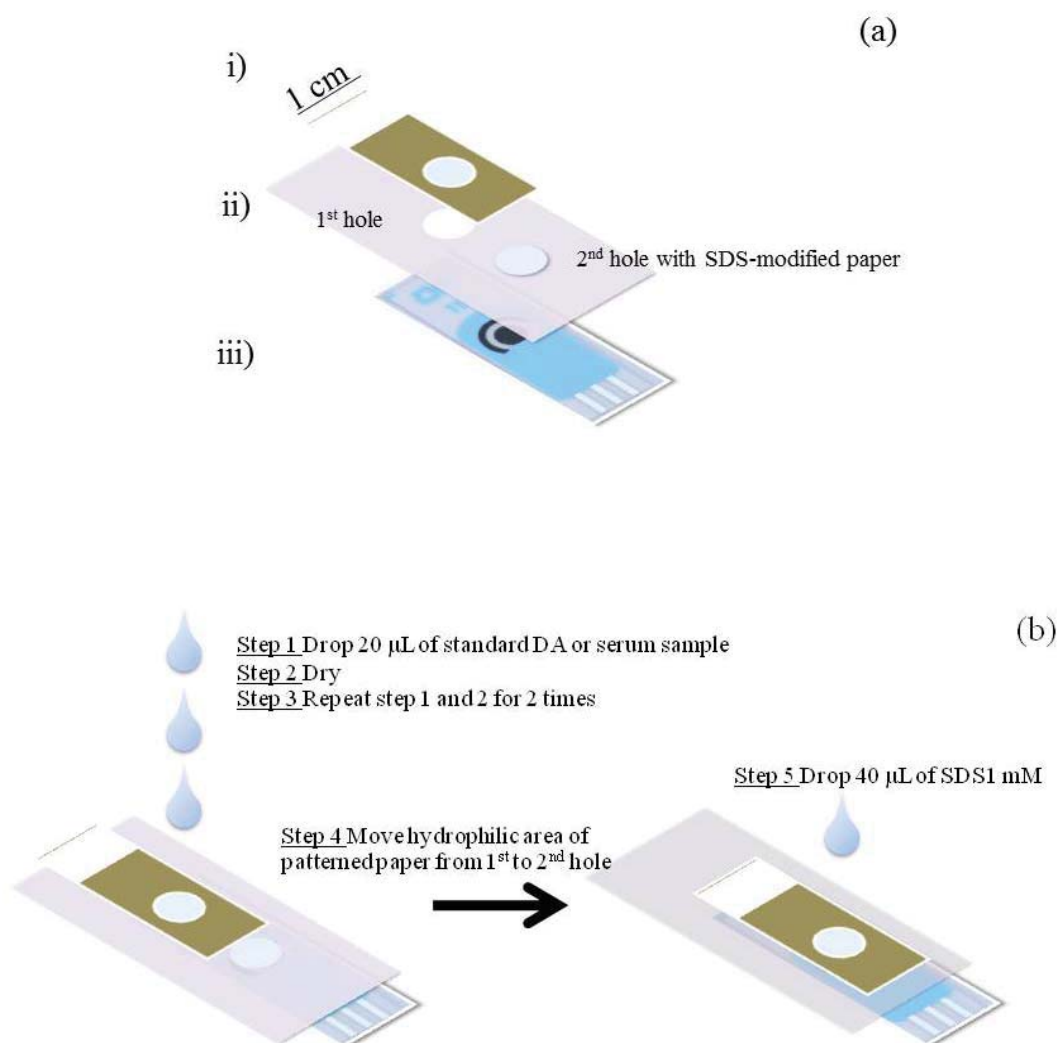 (a)
i)
1 cm
ii)
1st hole
2nd hole with SDS-modified paper
iii)
(b)
Step 1 Drop 20 μL of standard DA or serum sample
Step 2 Dry
Step 3 Repeat step 1 and 2 for 2 times
Step 5 Drop 40 μL of SDS1 mM
Step 4 Move hydrophilic area of
patterned paper from 1st to 2nd hole